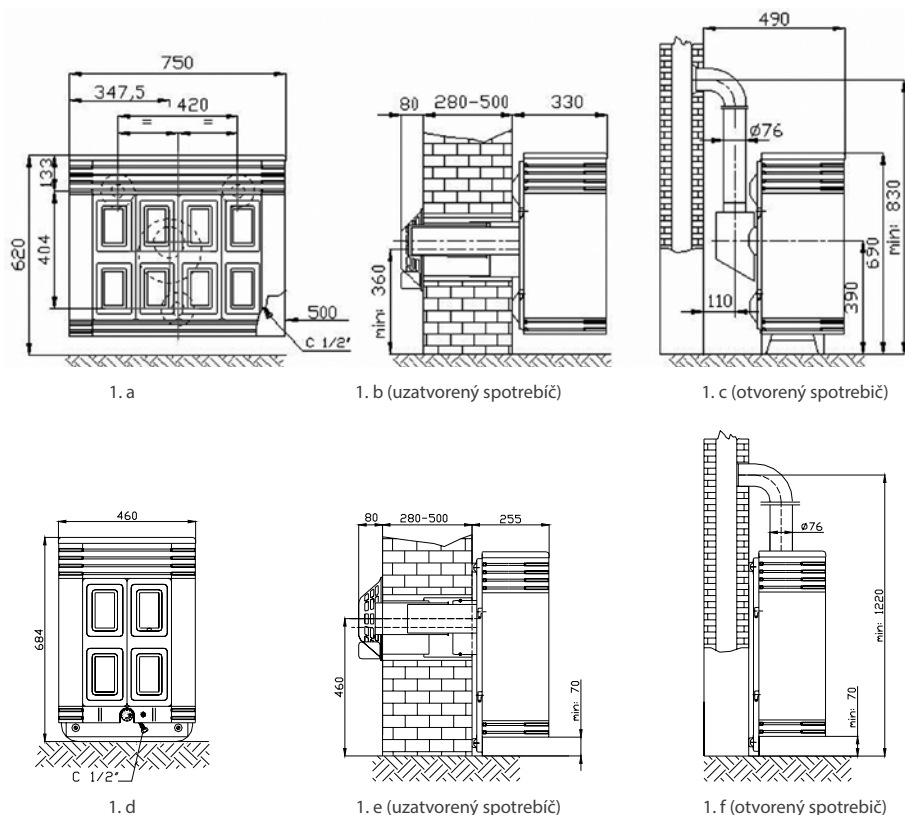 750
347,5
420
=
=
133
404
620
500
C 1/2"
1. a
80
280-500
330
min: 360
1. b (uzatvorený spotrebíč)
490
Ø76
110
390
690
min: 830
1. c (otvorený spotrebič)
460
684
C 1/2"
1. d
80
280-500
255
460
min: 70
1. e (uzatvorený spotrebíč)
Ø76
min: 1220
min: 70
1. f (otvorený spotrebič)